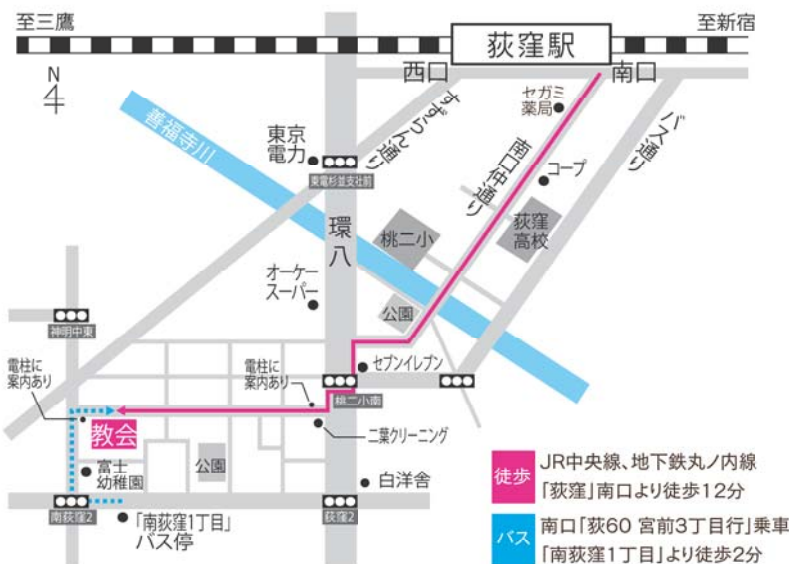 至三鷹
荻窪駅
至新宿
西口
南口
N
セガミ
薬局
すずらん通り
バス通り
善福寺川
東京
電力
東電杉並支社前
南口仲通り
コープ
荻窪
高校
環八
桃二小
オーケー
スーパー
公園
神明中東
電柱に
案内あり
電柱に
案内あり
セブンイレブン
桃二小南
教会
二葉クリーニング
富士
幼稚園
公園
白洋舎
南荻窪2
荻窪2
「南荻窪1丁目」
バス停
徒歩
JR中央線、地下鉄丸ノ内線
「荻窪」南口より徒歩12分
バス
南口「荻60 宮前3丁目行」乗車
「南荻窪1丁目」より徒歩2分